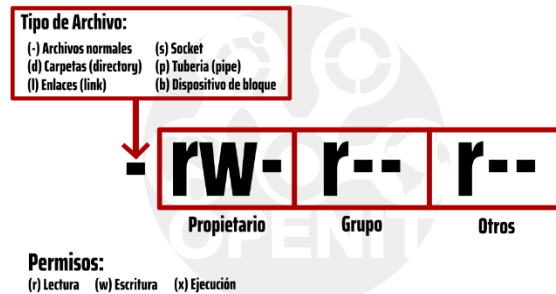 Tipo de Archivo:
(-) Archivos normales (s) Socket
(d) Carpetas (directory) (p) Tuberia (pipe)
(l) Enlaces (link) (b) Dispositivo de bloque
- rw- r-- r--
Propietario Grupo Otros
OPENIT
Permisos:
(r) Lectura (w) Escritura (x) Ejecución